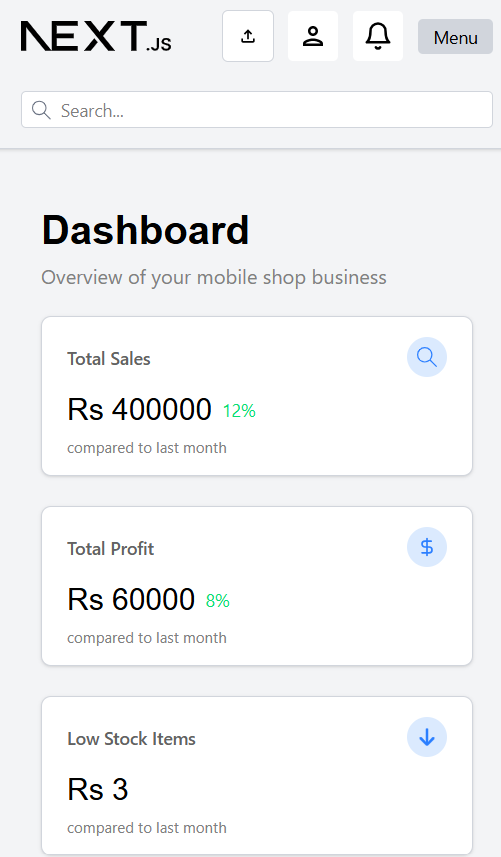 NEXT.JS
Menu
Search...
Dashboard
Overview of your mobile shop business
Total Sales
Rs 400000 12%
compared to last month
Total Profit
$
Rs 60000 8%
compared to last month
Low Stock Items
Rs 3
compared to last month